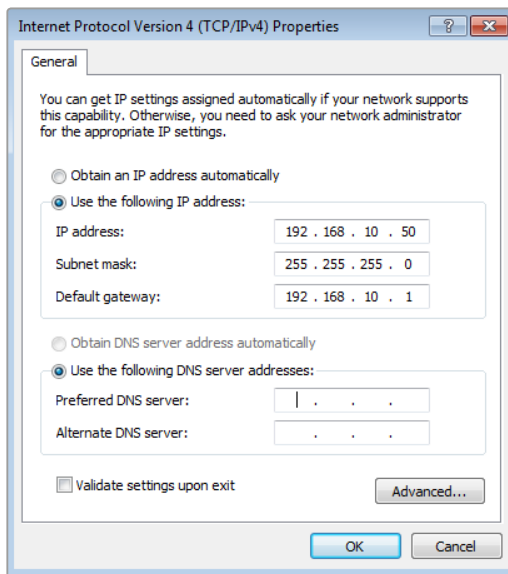 Internet Protocol Version 4 (TCP/IPv4) Properties
General
You can get IP settings assigned automatically if your network supports
this capability. Otherwise, you need to ask your network administrator
for the appropriate IP settings.
Obtain an IP address automatically
Use the following IP address:
IP address: 192 . 168 . 10 . 50
Subnet mask: 255 . 255 . 255 . 0
Default gateway: 192 . 168 . 10 . 1
Obtain DNS server address automatically
Use the following DNS server addresses:
Preferred DNS server: . . .
Alternate DNS server: . . .
Validate settings upon exit
Advanced...
OK Cancel